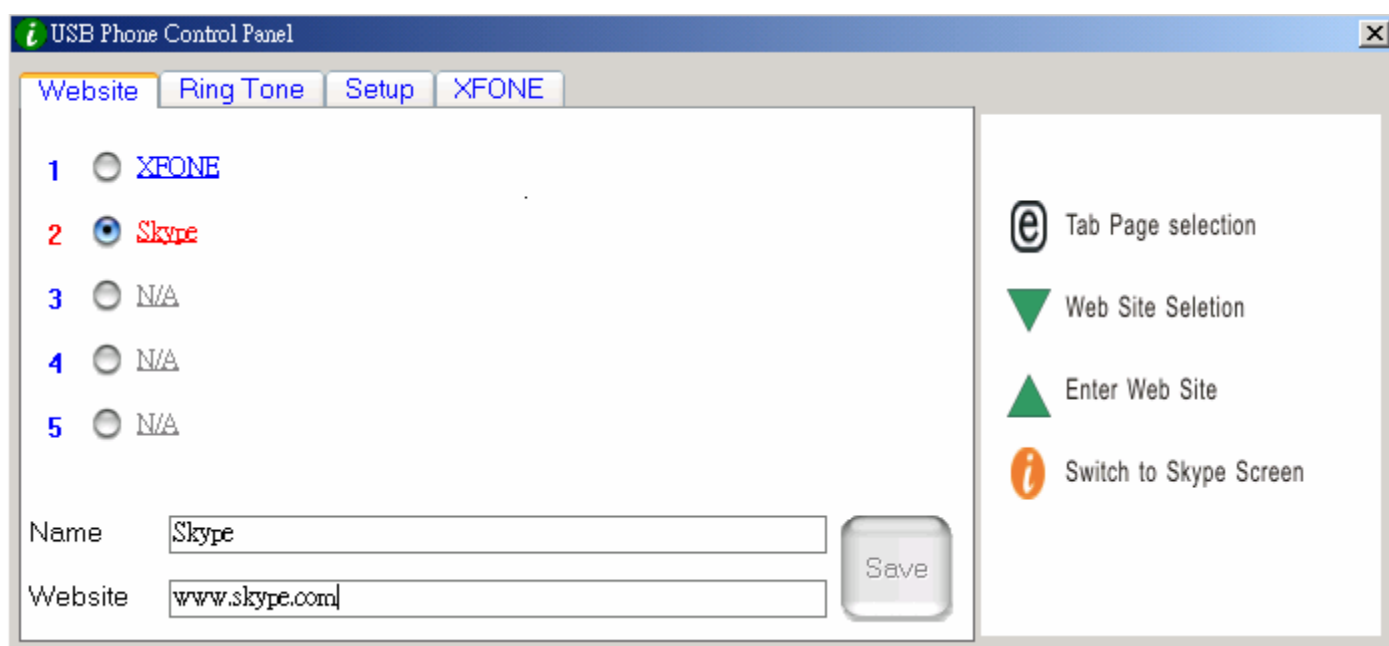 USB Phone Control Panel
Website Ring Tone Setup XFONE
1 XFONE
2 Skype
3 N/A
4 N/A
5 N/A
Name Skype
Website www.skype.com
Save
Tab Page selection
Web Site Seletion
Enter Web Site
Switch to Skype Screen